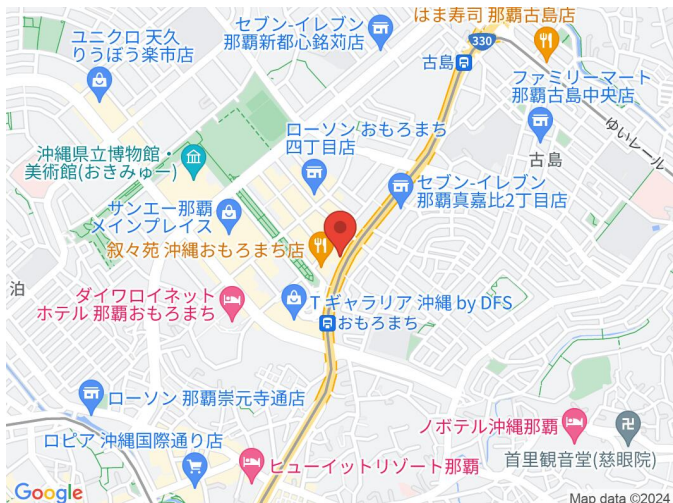 はま寿司 那覇古島店
セブン-イレブン
那覇新都心銘苅店
ユニクロ 天久
りうぼう楽市店
330
古島
ファミリーマート
那覇古島中央店
ゆいレール
ローソン おもろまち
四丁目店
沖縄県立博物館・
美術館(おきみゅー)
古島
セブン-イレブン
那覇真嘉比2丁目店
サンエー那覇
メインプレイス
叙々苑 沖縄おもろまち店
泊
ダイワロイネット
ホテル 那覇おもろまち
T ギャラリア 沖縄 by DFS
おもろまち
ローソン 那覇崇元寺通店
ノボテル沖縄那覇
ロピア 沖縄国際通り店
首里観音堂(慈眼院)
ヒューイットリゾート那覇
Google
Map data ©2024